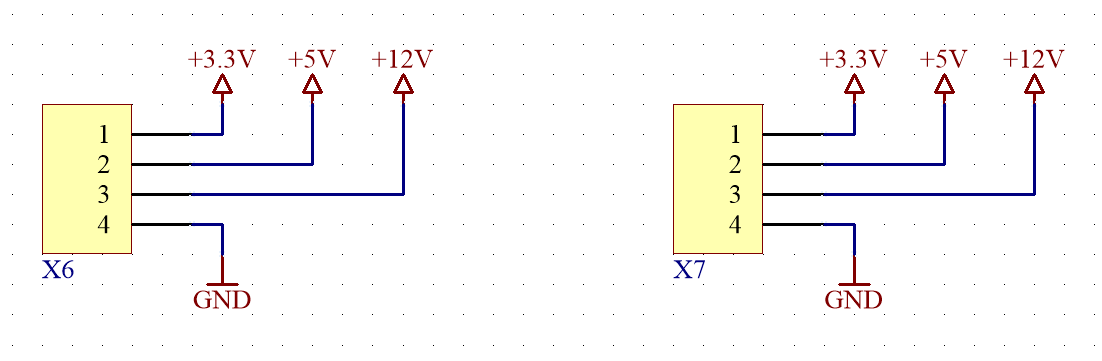 +3.3V +5V +12V
1
2
3
4
X6
GND
+3.3V +5V +12V
1
2
3
4
X7
GND